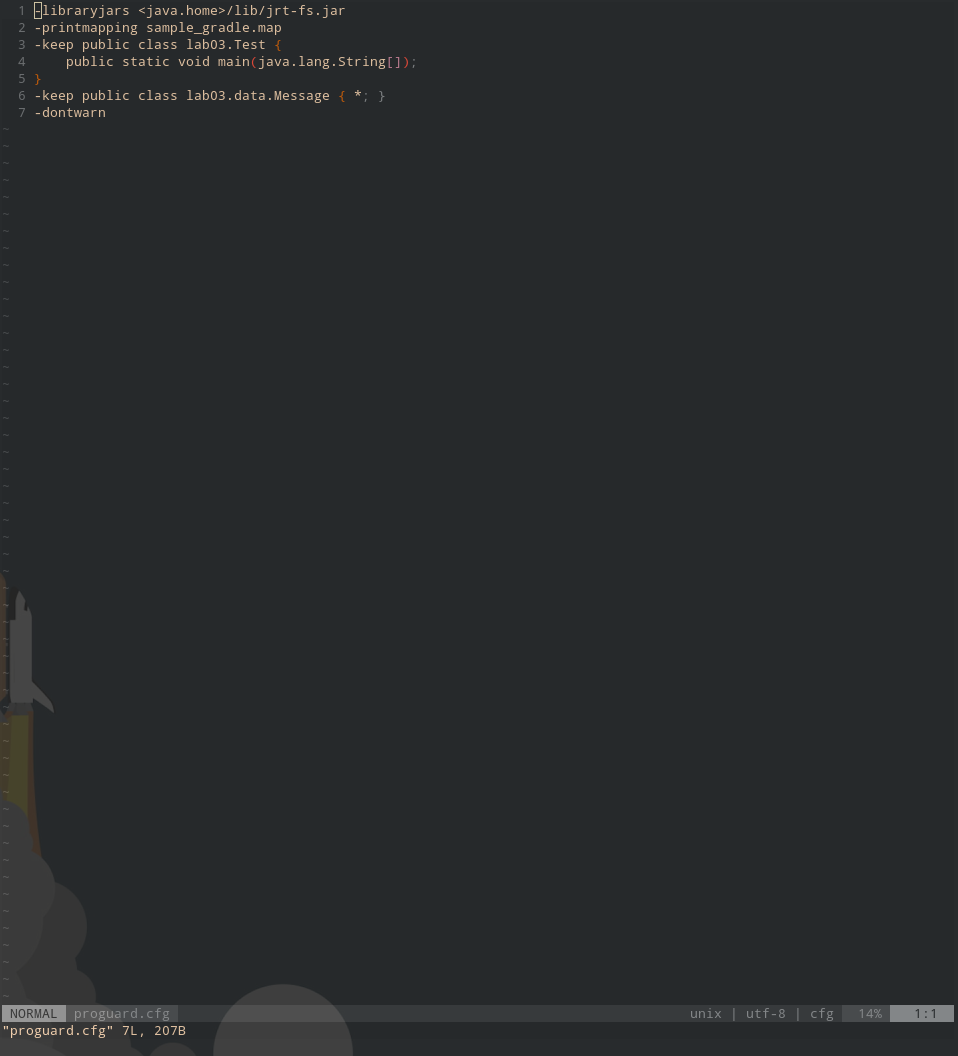 1 -libraryjars <java.home>/lib/jrt-fs.jar
2 -printmapping sample_gradle.map
3 -keep public class lab03.Test {
4     public static void main(java.lang.String[]);
5 }
6 -keep public class lab03.data.Message { *; }
7 -dontwarn
NORMAL proguard.cfg unix | utf-8 | cfg 14% 1:1
"proguard.cfg" 7L, 207B